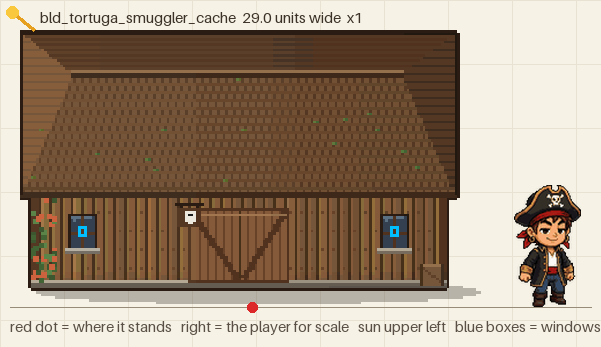 bld_tortuga_smuggler_cache  29.0 units wide  x1
red dot = where it stands  right = the player for scale  sun upper left  blue boxes = windows